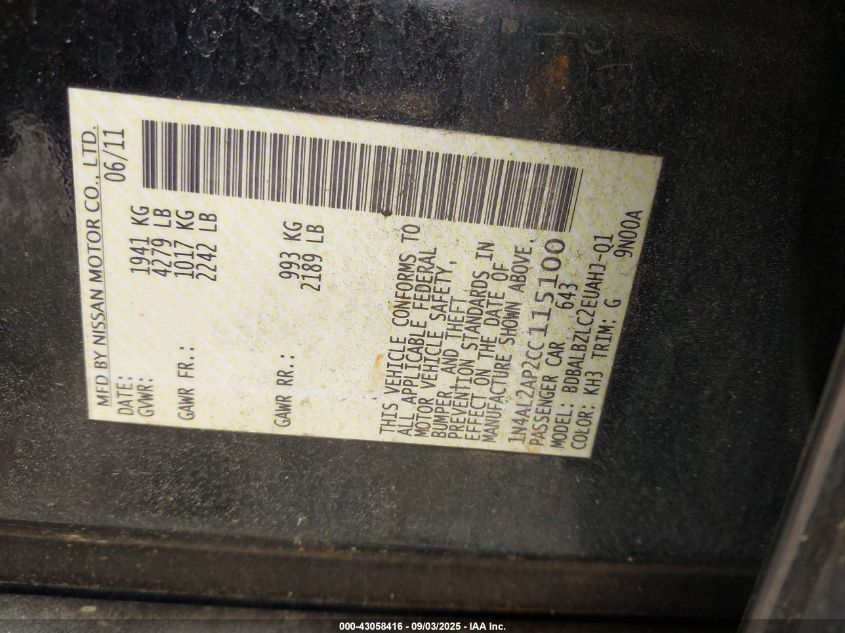 MFD BY NISSAN MOTOR CO., LTD.
DATE: 06/11
GVWR: 1941 KG
4279 LB
GAWR FR.: 1017 KG
2242 LB
GAWR RR.: 993 KG
2189 LB
THIS VEHICLE CONFORMS TO
ALL APPLICABLE FEDERAL
MOTOR VEHICLE SAFETY,
BUMPER, AND THEFT
PREVENTION STANDARDS IN
EFFECT ON THE DATE OF
MANUFACTURE SHOWN ABOVE.
1N4AL2AP2CC115100
PASSENGER CAR 643
MODEL: BDBALBZLC2EUAHJ-Q1
COLOR: KH3 TRIM: G 9N00A
000-43058416 - 09/03/2025 - IAA Inc.